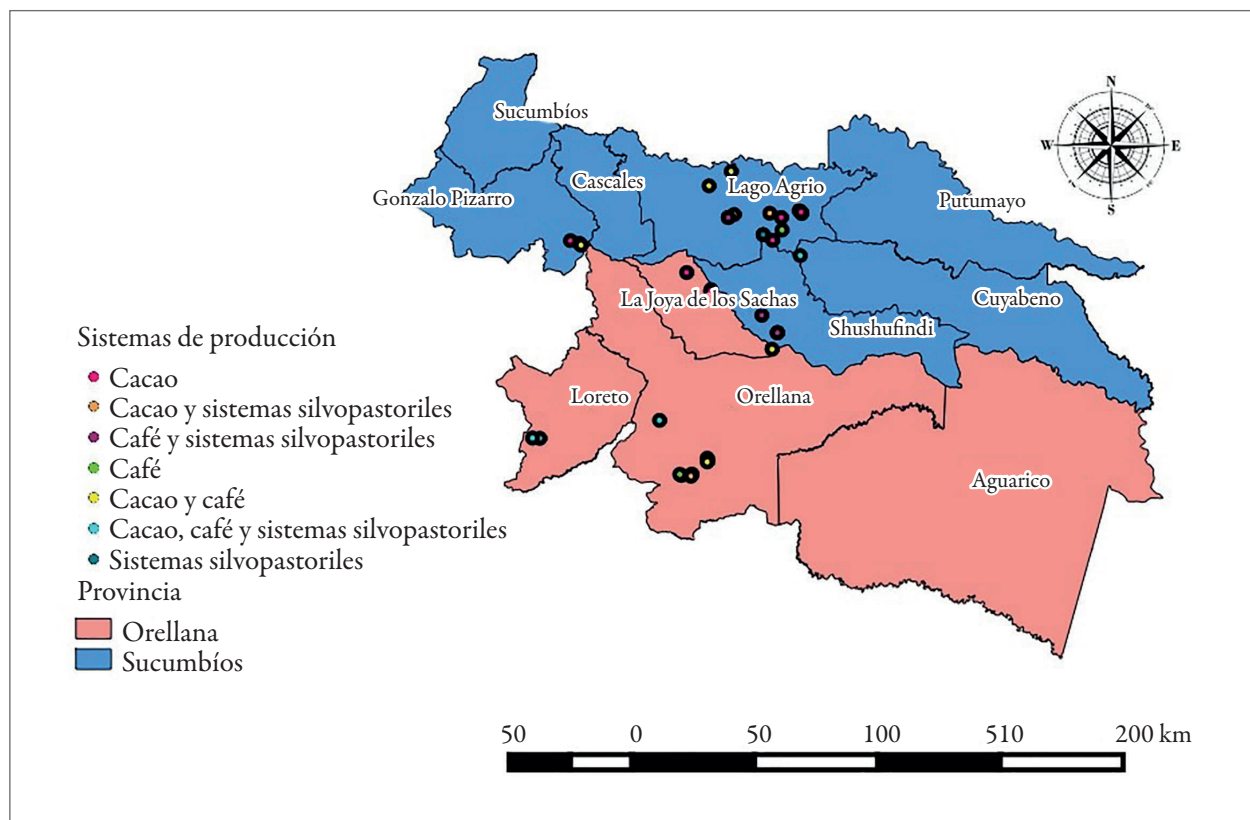 N
W
E
S
Sucumbíos
Cascales
Lago Agrio
Gonzalo Pizarro
Putumayo
La Joya de los Sachas
Cuyabeno
Shushufindi
Loreto
Orellana
Aguarico
Sistemas de producción
Cacao
Cacao y sistemas silvopastoriles
Café y sistemas silvopastoriles
Café
Cacao y café
Cacao, café y sistemas silvopastoriles
Sistemas silvopastoriles
Provincia
Orellana
Sucumbíos
50 0 50 100 510 200 km